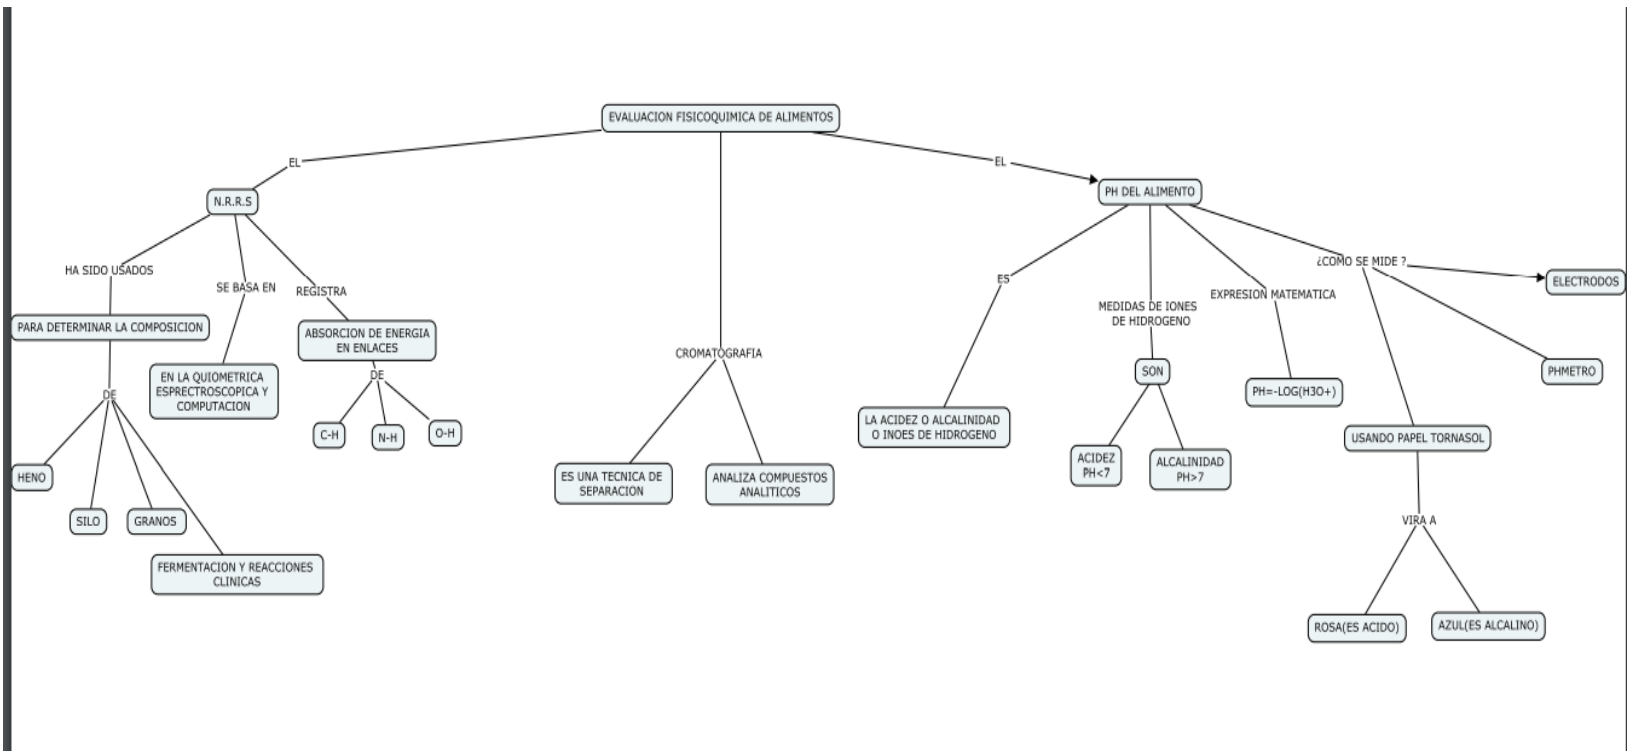 EVALUACION FISICOQUIMICA DE ALIMENTOS
EL
EL
N.R.R.S
PH DEL ALIMENTO
HA SIDO USADOS
SE BASA EN
REGISTRA
PARA DETERMINAR LA COMPOSICION
EN LA QUIOMETRICA
ESPRECTROSCOPICA Y
COMPUTACION
ABSORCION DE ENERGIA
EN ENLACES
DE
C-H
N-H
O-H
DE
HENO
SILO
GRANOS
FERMENTACION Y REACCIONES
CLINICAS
CROMATOGRAFIA
ES UNA TECNICA DE
SEPARACION
ANALIZA COMPUESTOS
ANALITICOS
ES
LA ACIDEZ O ALCALINIDAD
O INOES DE HIDROGENO
MEDIDAS DE IONES
DE HIDROGENO
SON
ACIDEZ
PH<7
ALCALINIDAD
PH>7
EXPRESION MATEMATICA
PH=-LOG(H3O+)
¿COMO SE MIDE ?
ELECTRODOS
PHMETRO
USANDO PAPEL TORNASOL
VIRA A
ROSA(ES ACIDO)
AZUL(ES ALCALINO)